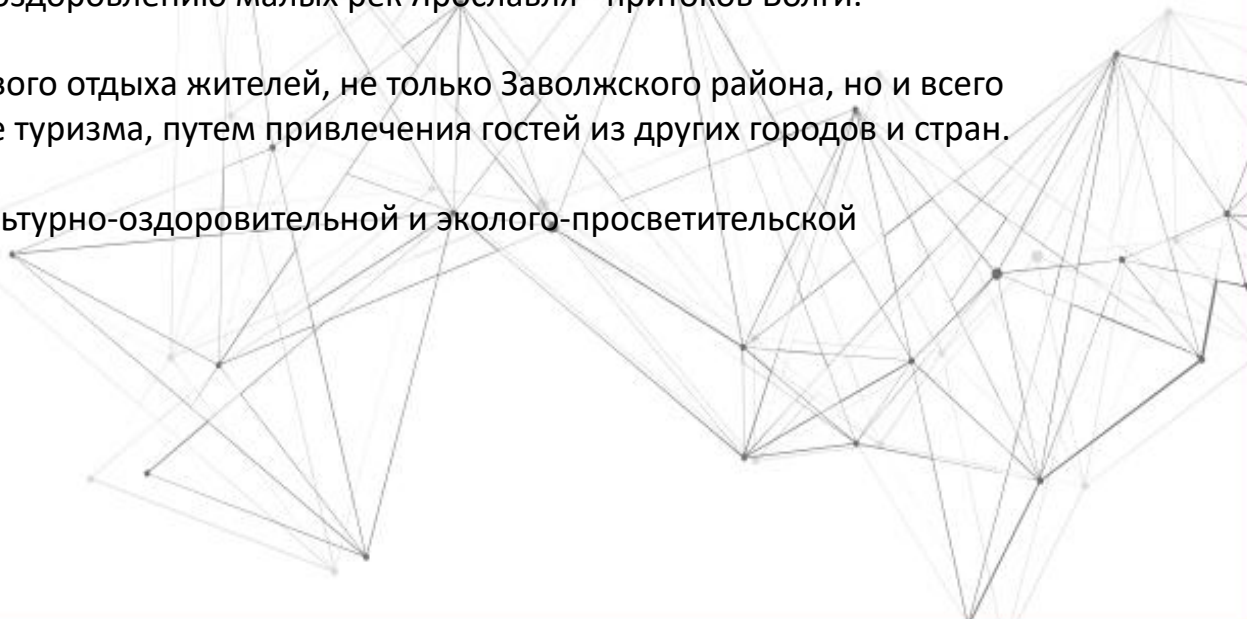 оздоровлению малых рек Ярославля - притоков Волги.
вого отдыха жителей, не только Заволжского района, но и всего
е туризма, путем привлечения гостей из других городов и стран.
льтурно-оздоровительной и эколого-просветительской